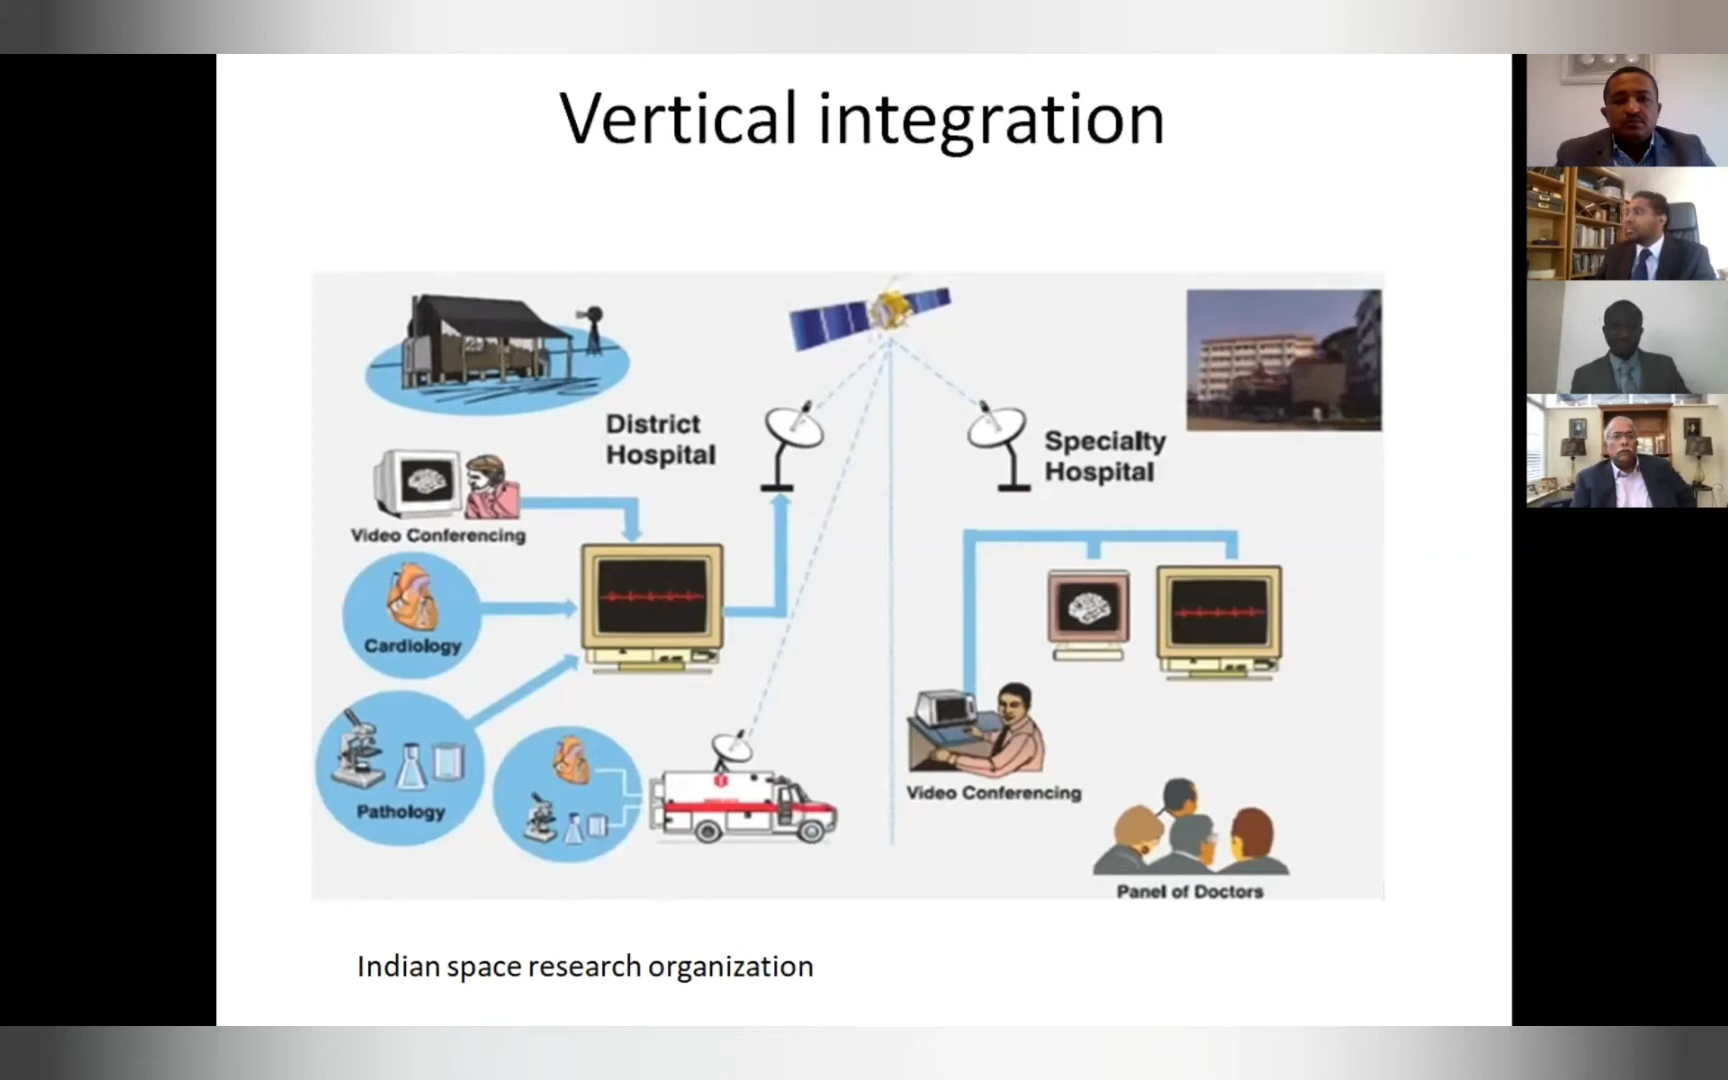 Vertical integration
District
Hospital
Specialty
Hospital
Video Conferencing
Cardiology
Pathology
Video Conferencing
Panel of Doctors
Indian space research organization